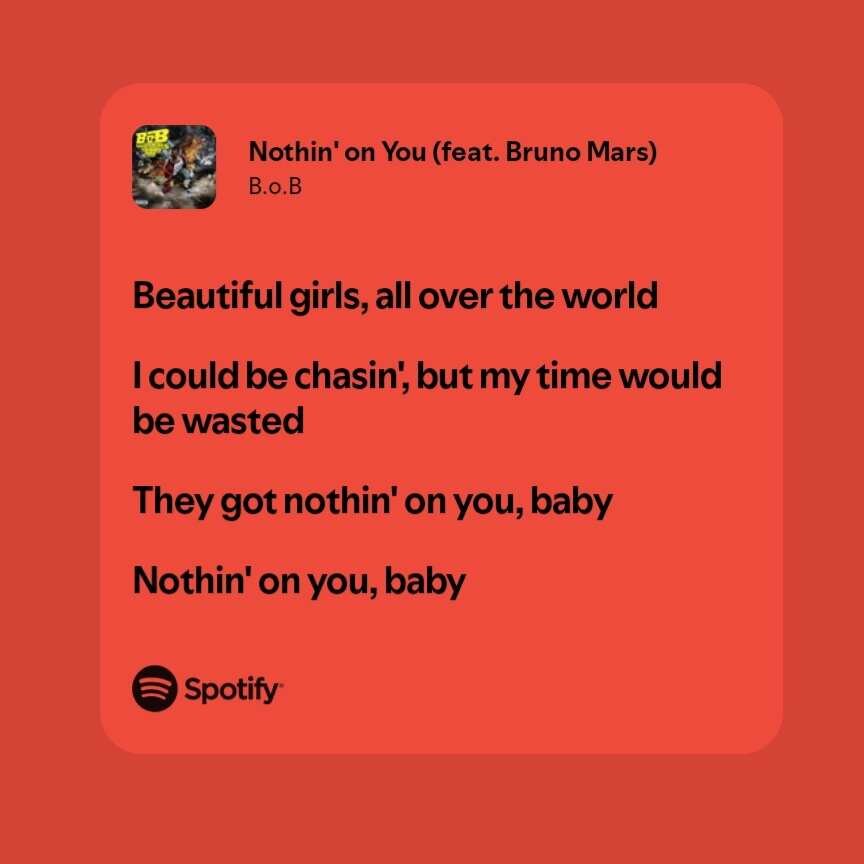 BoB
Nothin' on You (feat. Bruno Mars)
B.o.B
Beautiful girls, all over the world
I could be chasin', but my time would
be wasted
They got nothin' on you, baby
Nothin' on you, baby
Spotify